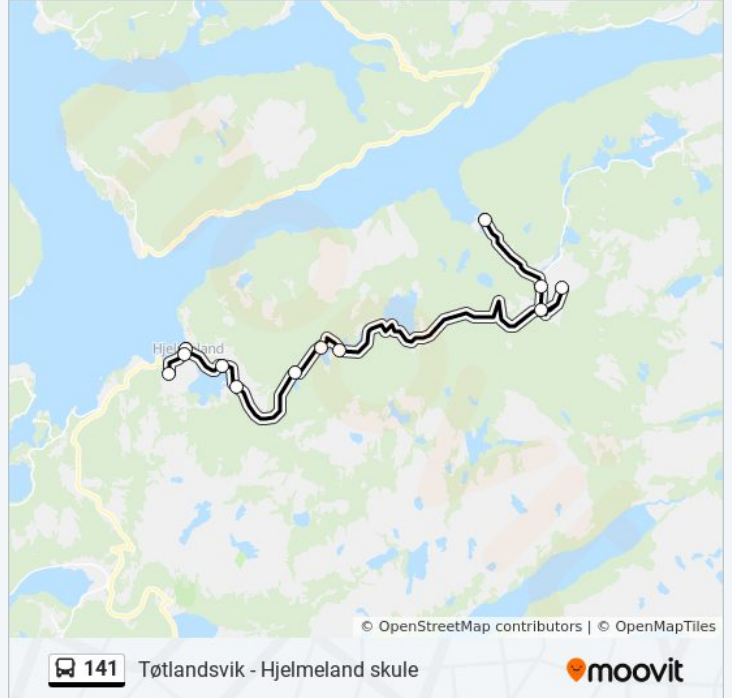 Hjelmeland
© OpenStreetMap contributors | © OpenMapTiles
141 Tøtlandsvik - Hjelmeland skule moovit